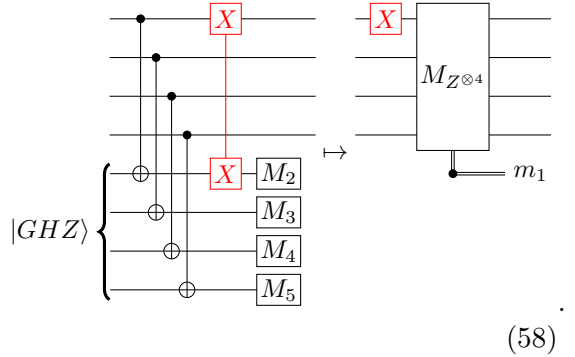 X X
M_{Z^{⊗4}}
↦
X M_2 m_1
M_3
|GHZ⟩
M_4
M_5
.
(58)